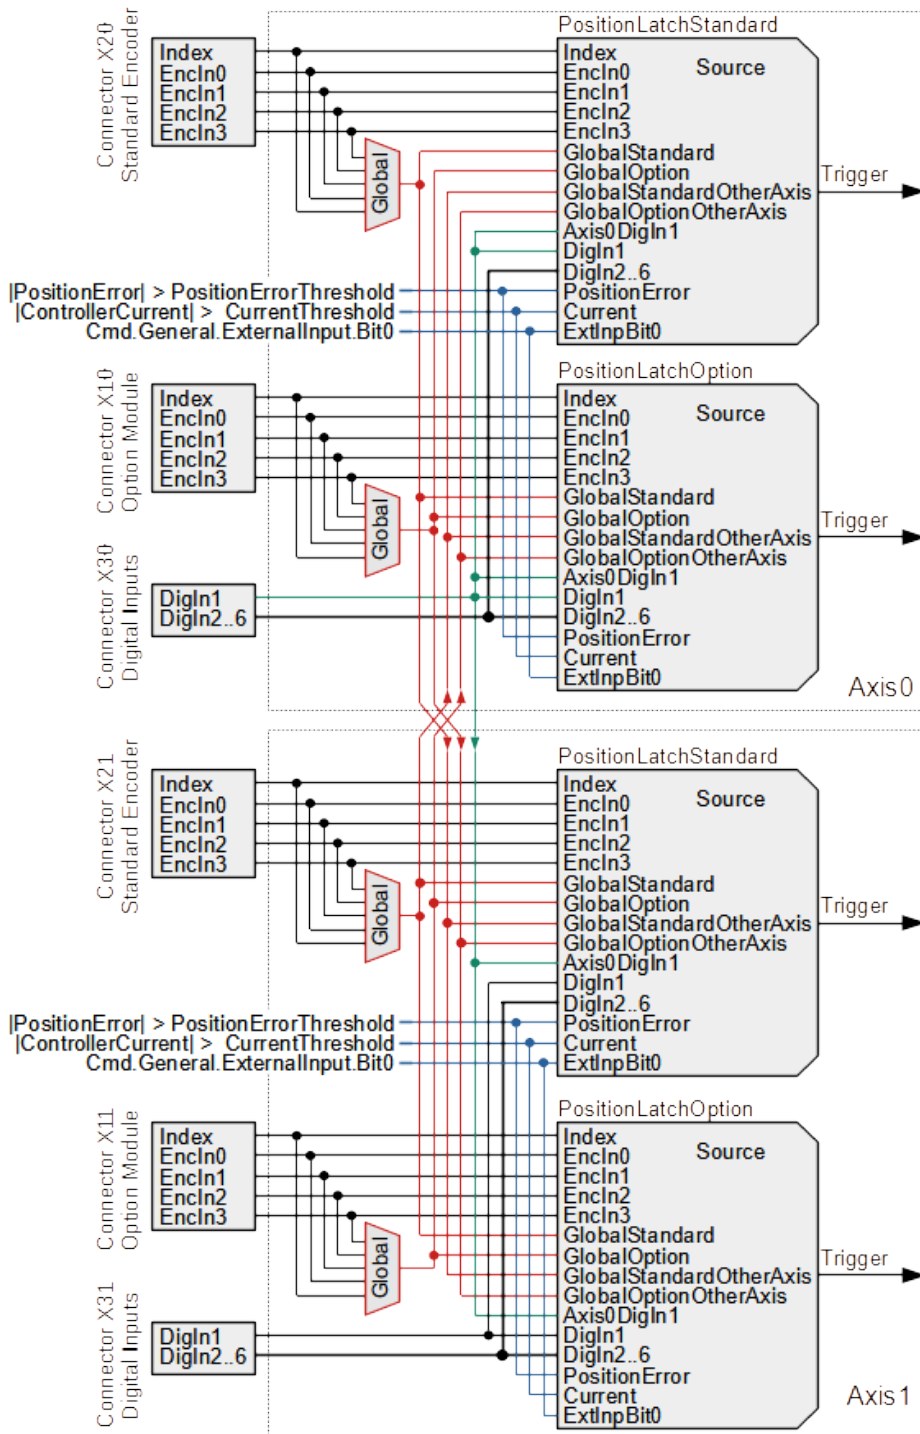 PositionLatchStandard
Connector X20
Standard Encoder
Index
EncIn0
EncIn1
EncIn2
EncIn3
Global
Index
EncIn0
EncIn1
EncIn2
EncIn3
GlobalStandard
GlobalOption
GlobalStandardOtherAxis
GlobalOptionOtherAxis
Axis0DigIn1
DigIn1
DigIn2..6
PositionError
Current
ExtInpBit0
Source
Trigger
|PositionError| > PositionErrorThreshold
|ControllerCurrent| > CurrentThreshold
Cmd.General.ExternalInput.Bit0
PositionLatchOption
Connector X10
Option Module
Index
EncIn0
EncIn1
EncIn2
EncIn3
Global
Index
EncIn0
EncIn1
EncIn2
EncIn3
GlobalStandard
GlobalOption
GlobalStandardOtherAxis
GlobalOptionOtherAxis
Axis0DigIn1
DigIn1
DigIn2..6
PositionError
Current
ExtInpBit0
Source
Trigger
Connector X30
Digital Inputs
DigIn1
DigIn2..6
Axis0
PositionLatchStandard
Connector X21
Standard Encoder
Index
EncIn0
EncIn1
EncIn2
EncIn3
Global
Index
EncIn0
EncIn1
EncIn2
EncIn3
GlobalStandard
GlobalOption
GlobalStandardOtherAxis
GlobalOptionOtherAxis
Axis0DigIn1
DigIn1
DigIn2..6
PositionError
Current
ExtInpBit0
Source
Trigger
|PositionError| > PositionErrorThreshold
|ControllerCurrent| > CurrentThreshold
Cmd.General.ExternalInput.Bit0
PositionLatchOption
Connector X11
Option Module
Index
EncIn0
EncIn1
EncIn2
EncIn3
Global
Index
EncIn0
EncIn1
EncIn2
EncIn3
GlobalStandard
GlobalOption
GlobalStandardOtherAxis
GlobalOptionOtherAxis
Axis0DigIn1
DigIn1
DigIn2..6
PositionError
Current
ExtInpBit0
Source
Trigger
Connector X31
Digital Inputs
DigIn1
DigIn2..6
Axis1